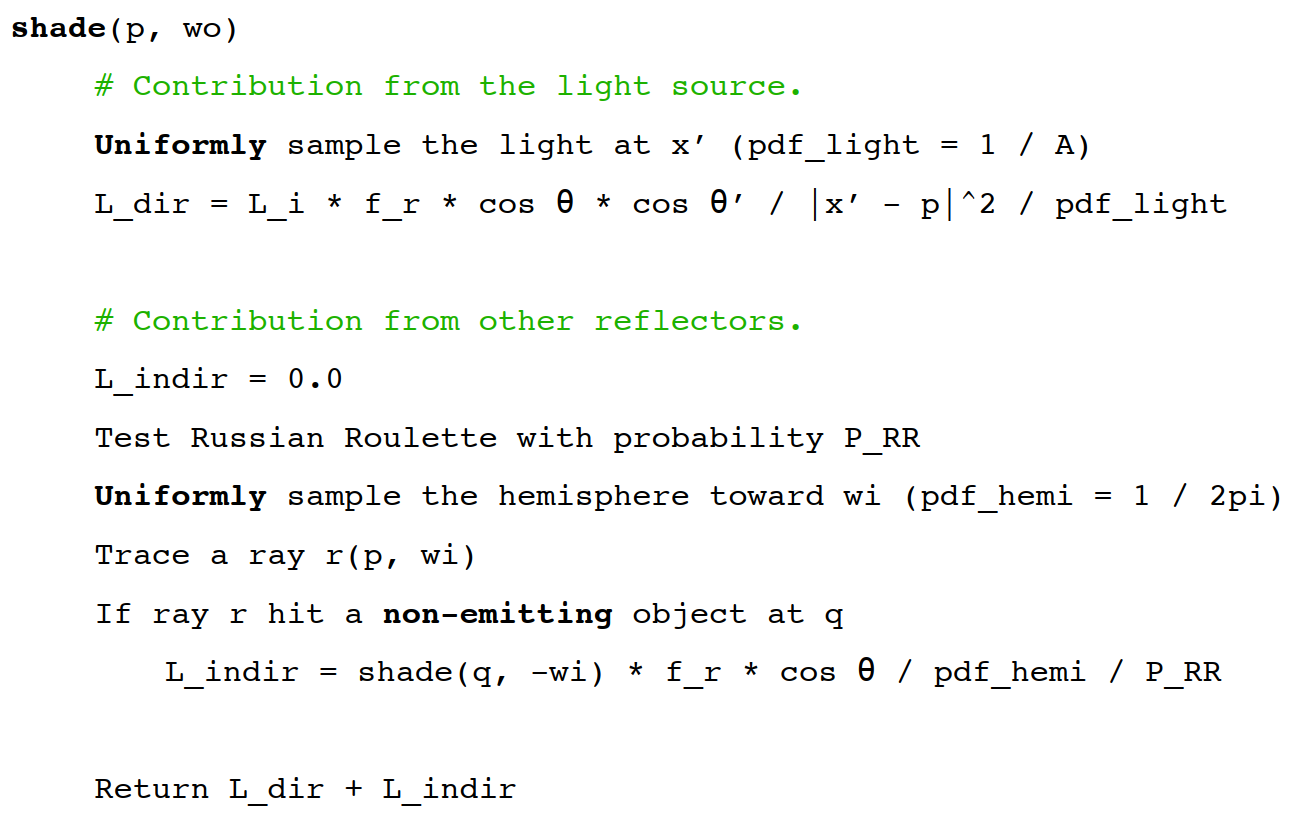 shade(p, wo)
# Contribution from the light source.
Uniformly sample the light at x’ (pdf_light = 1 / A)
L_dir = L_i * f_r * cos θ * cos θ’ / |x’ - p|^2 / pdf_light
# Contribution from other reflectors.
L_indir = 0.0
Test Russian Roulette with probability P_RR
Uniformly sample the hemisphere toward wi (pdf_hemi = 1 / 2pi)
Trace a ray r(p, wi)
If ray r hit a non-emitting object at q
L_indir = shade(q, -wi) * f_r * cos θ / pdf_hemi / P_RR
Return L_dir + L_indir